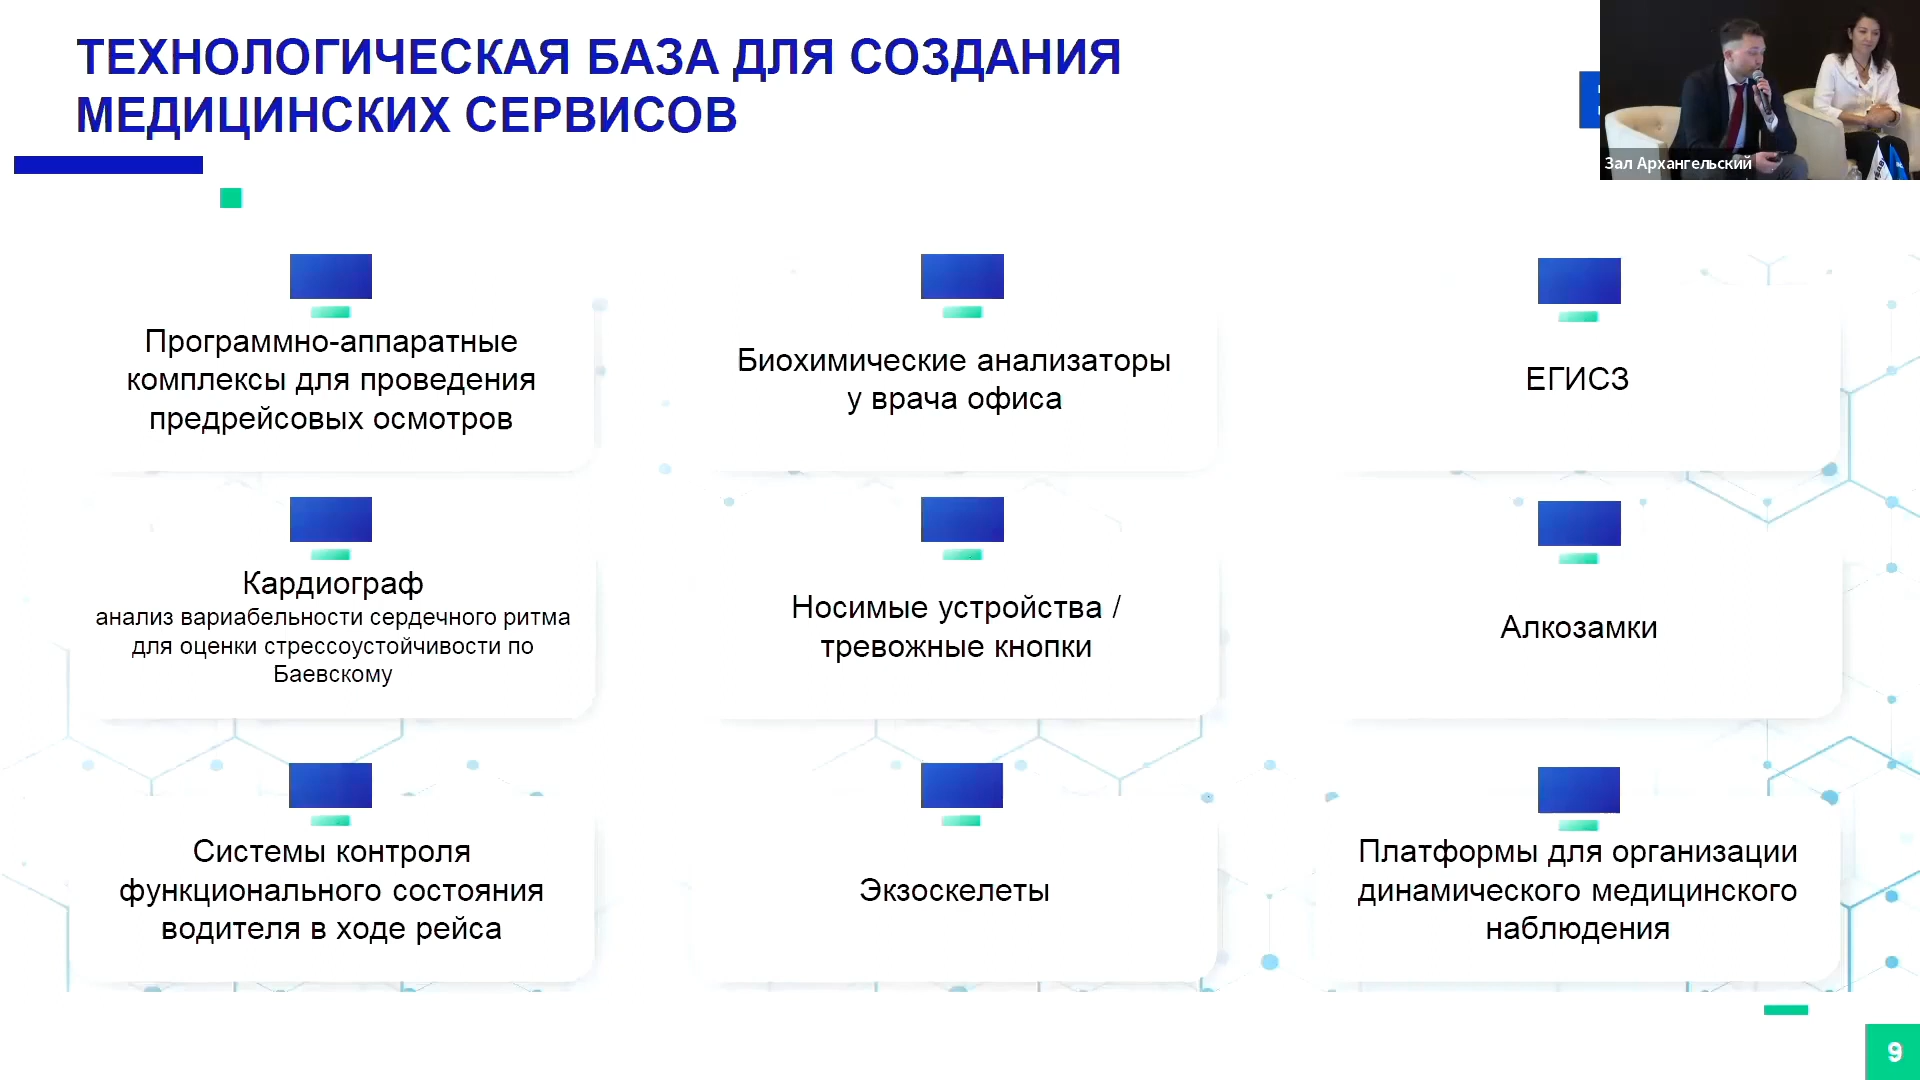 ТЕХНОЛОГИЧЕСКАЯ БАЗА ДЛЯ СОЗДАНИЯ
МЕДИЦИНСКИХ СЕРВИСОВ
Зал Архангельский
Программно-аппаратные
комплексы для проведения
предрейсовых осмотров
Биохимические анализаторы
у врача офиса
ЕГИСЗ
Кардиограф
анализ вариабельности сердечного ритма
для оценки стрессоустойчивости по
Баевскому
Носимые устройства /
тревожные кнопки
Алкозамки
Системы контроля
функционального состояния
водителя в ходе рейса
Экзоскелеты
Платформы для организации
динамического медицинского
наблюдения
9